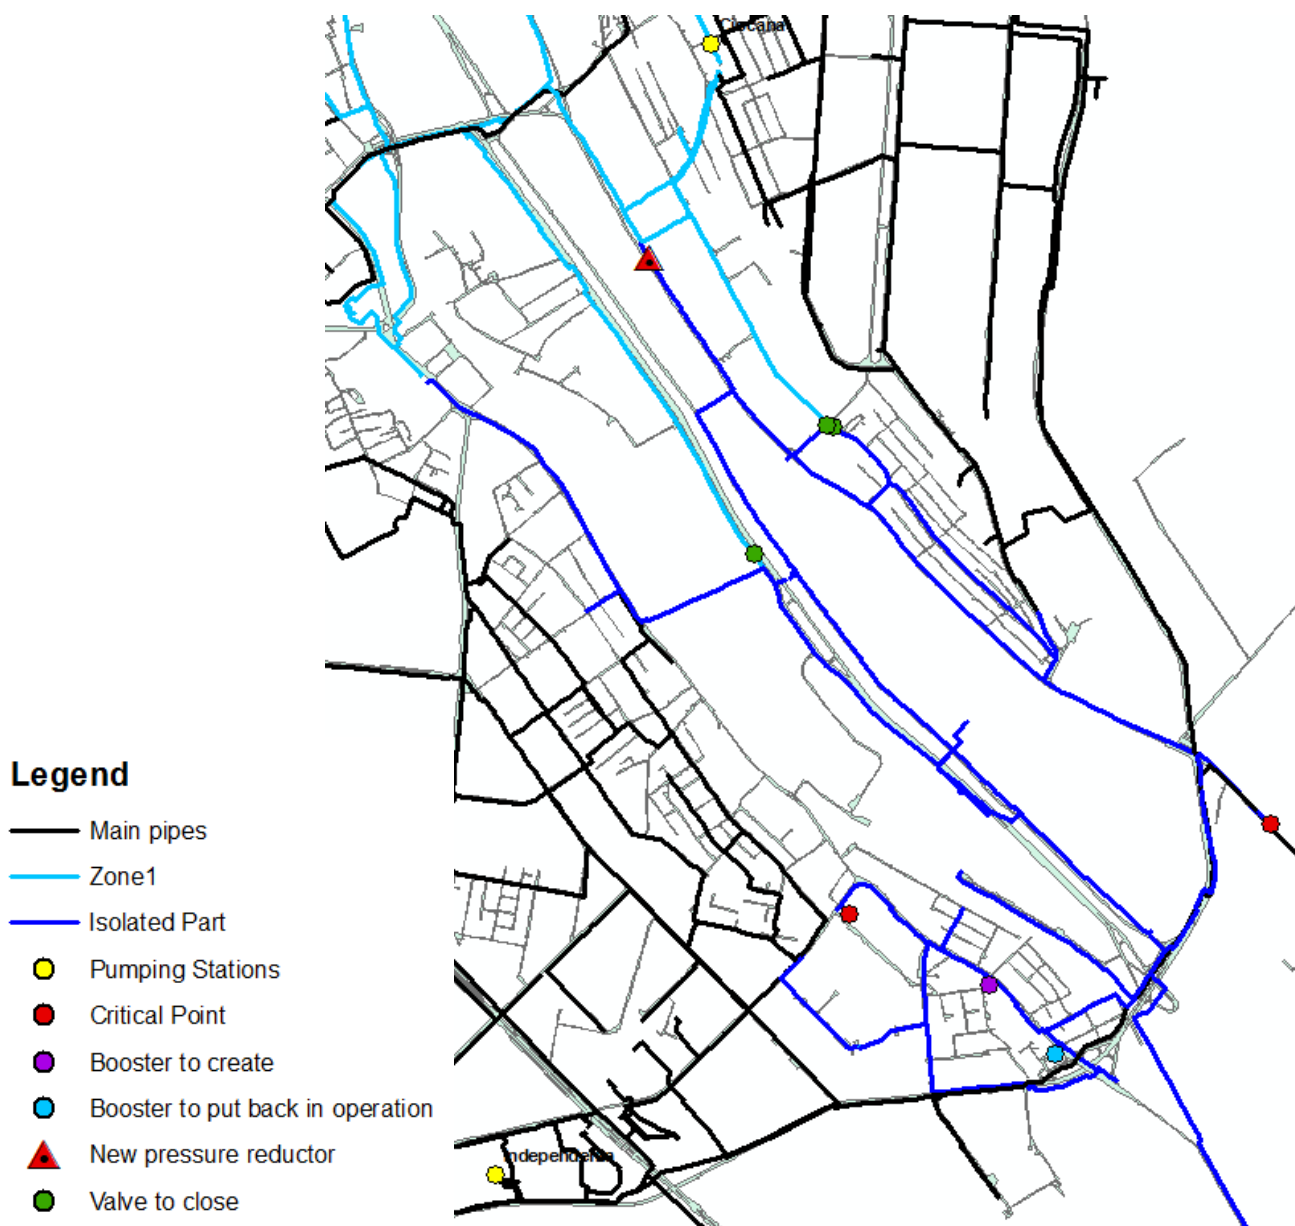 Ciocana
Legend
Main pipes
Zone1
Isolated Part
Pumping Stations
Critical Point
Booster to create
Booster to put back in operation
New pressure reductor
Valve to close